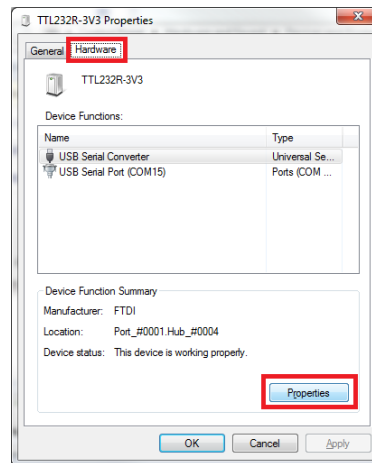 TTL232R-3V3 Properties
General Hardware
TTL232R-3V3
Device Functions:
Name Type
USB Serial Converter Universal Se...
USB Serial Port (COM15) Ports (COM ...
Device Function Summary
Manufacturer: FTDI
Location: Port_#0001.Hub_#0004
Device status: This device is working properly.
Properties
OK Cancel Apply